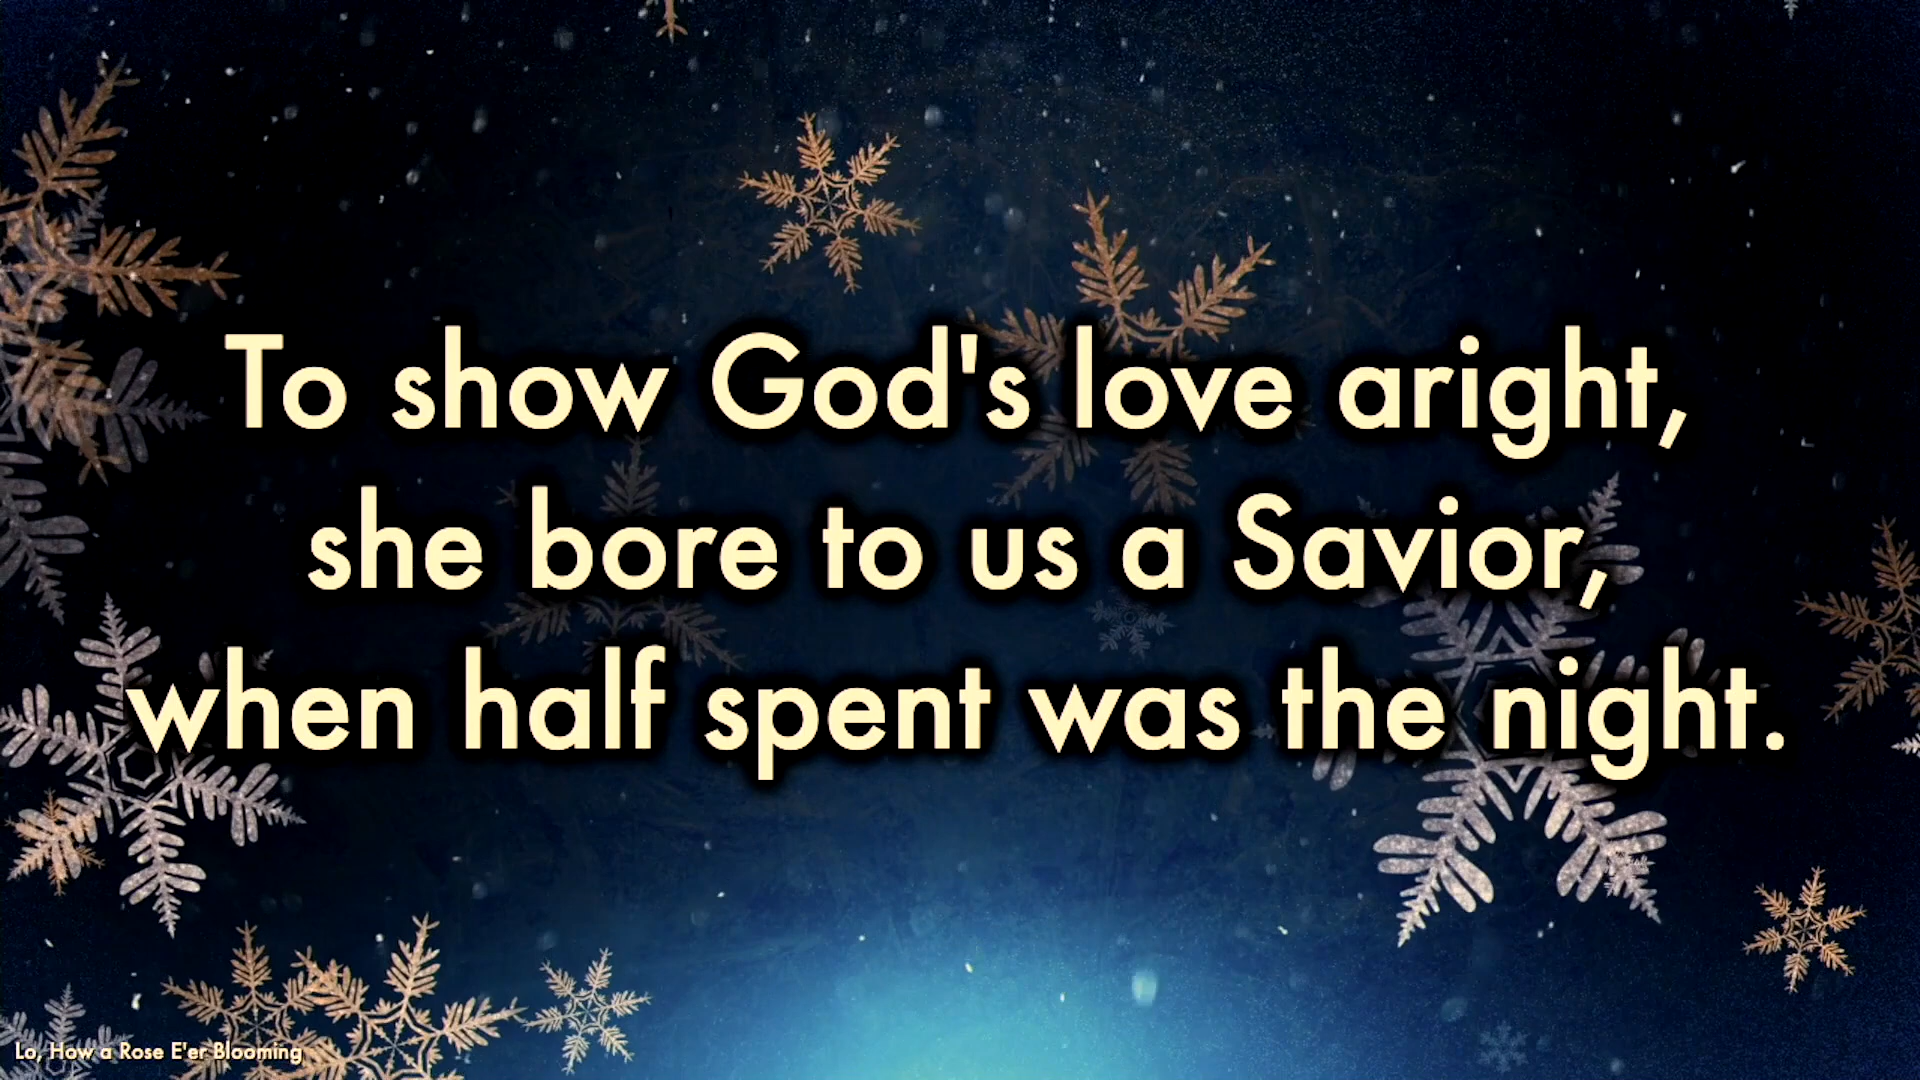 To show God's love aright,
she bore to us a Savior,
when half spent was the night.
Lo, How a Rose E'er Blooming